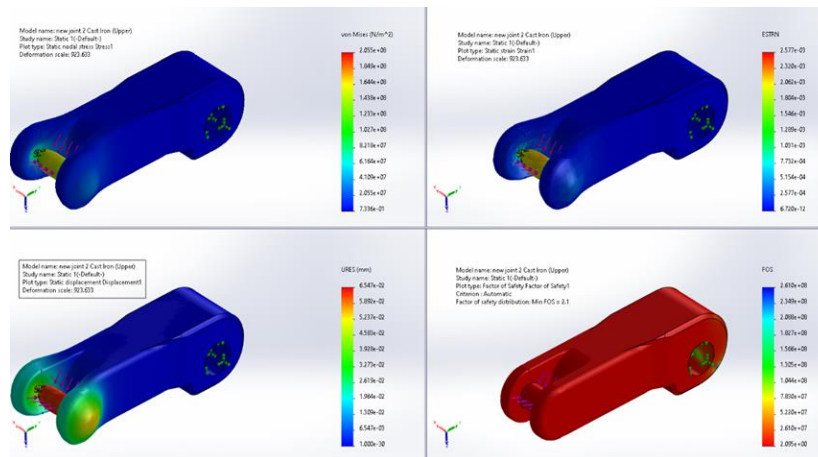 Model name: new joint 2 Cast Iron (Upper)
Study name: Static 1(-Default-)
Plot type: Static nodal stress Stress1
Deformation scale: 923.633
von Mises (N/m^2)
2.055e+08
1.849e+08
1.644e+08
1.438e+08
1.233e+08
1.027e+08
8.218e+07
6.164e+07
4.109e+07
2.055e+07
7.336e-01
Model name: new joint 2 Cast Iron (Upper)
Study name: Static 1(-Default-)
Plot type: Static strain Strain1
Deformation scale: 923.633
ESTRN
2.577e-03
2.320e-03
2.062e-03
1.804e-03
1.546e-03
1.289e-03
1.031e-03
7.732e-04
5.154e-04
2.577e-04
6.720e-12
Model name: new joint 2 Cast Iron (Upper)
Study name: Static 1(-Default-)
Plot type: Static displacement Displacement1
Deformation scale: 923.633
URES (mm)
6.547e-02
5.892e-02
5.237e-02
4.583e-02
3.928e-02
3.273e-02
2.619e-02
1.964e-02
1.309e-02
6.547e-03
1.000e-30
Model name: new joint 2 Cast Iron (Upper)
Study name: Static 1(-Default-)
Plot type: Factor of Safety Factor of Safety1
Criterion : Automatic
Factor of safety distribution: Min FOS = 2.1
FOS
2.610e+08
2.349e+08
2.088e+08
1.827e+08
1.566e+08
1.305e+08
1.044e+08
7.830e+07
5.220e+07
2.610e+07
2.095e+00